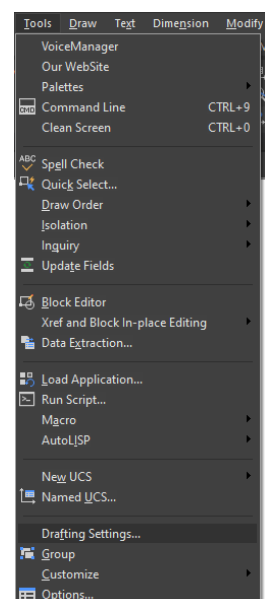 Tools Draw Text Dimension Modify
VoiceManager
Our WebSite
Palettes
CMD Command Line CTRL+9
Clean Screen CTRL+0
ABC Spell Check
Quick Select...
Draw Order
Isolation
Inquiry
Update Fields
Block Editor
Xref and Block In-place Editing
Data Extraction...
Load Application...
Run Script...
Macro
AutoLISP
New UCS
Named UCS...
Drafting Settings...
Group
Customize
Options...